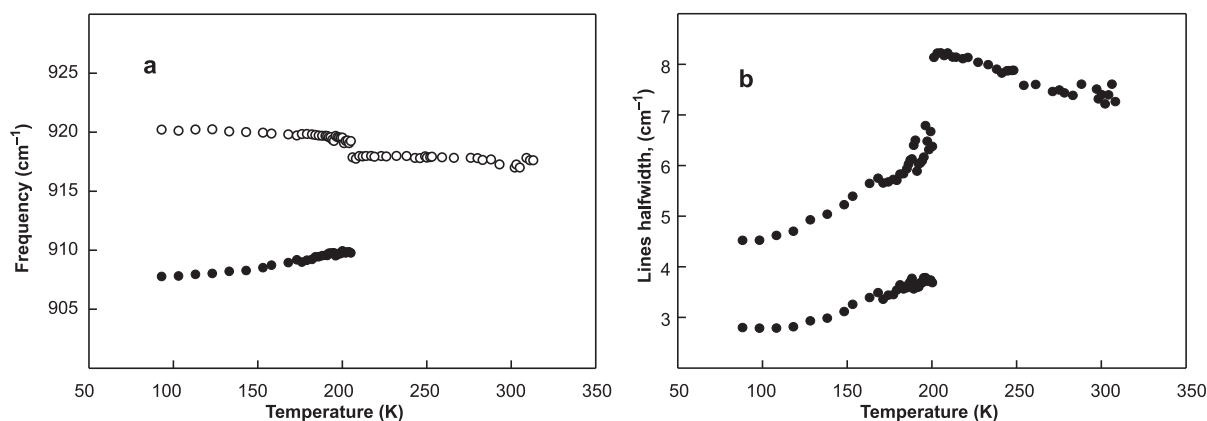 a
925
920
915
910
905
Frequency (cm⁻¹)
50 100 150 200 250 300 350
Temperature (K)
b
8
7
6
5
4
3
Lines halfwidth, (cm⁻¹)
50 100 150 200 250 300 350
Temperature (K)